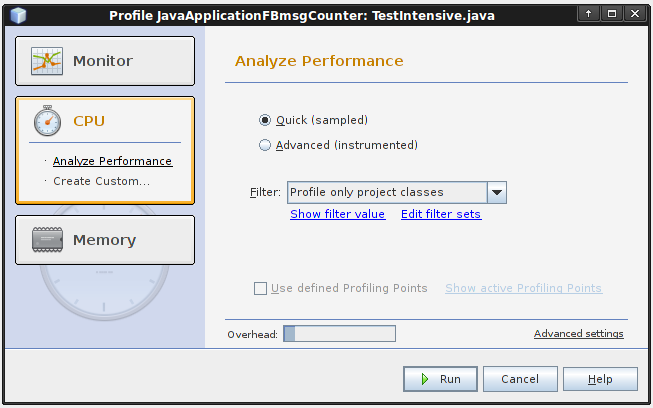 Profile JavaApplicationFBmsgCounter: TestIntensive.java
Monitor
CPU
Analyze Performance
Create Custom...
Memory
Analyze Performance
Quick (sampled)
Advanced (instrumented)
Filter: Profile only project classes
Show filter value Edit filter sets
Use defined Profiling Points Show active Profiling Points
Overhead: Advanced settings
Run Cancel Help